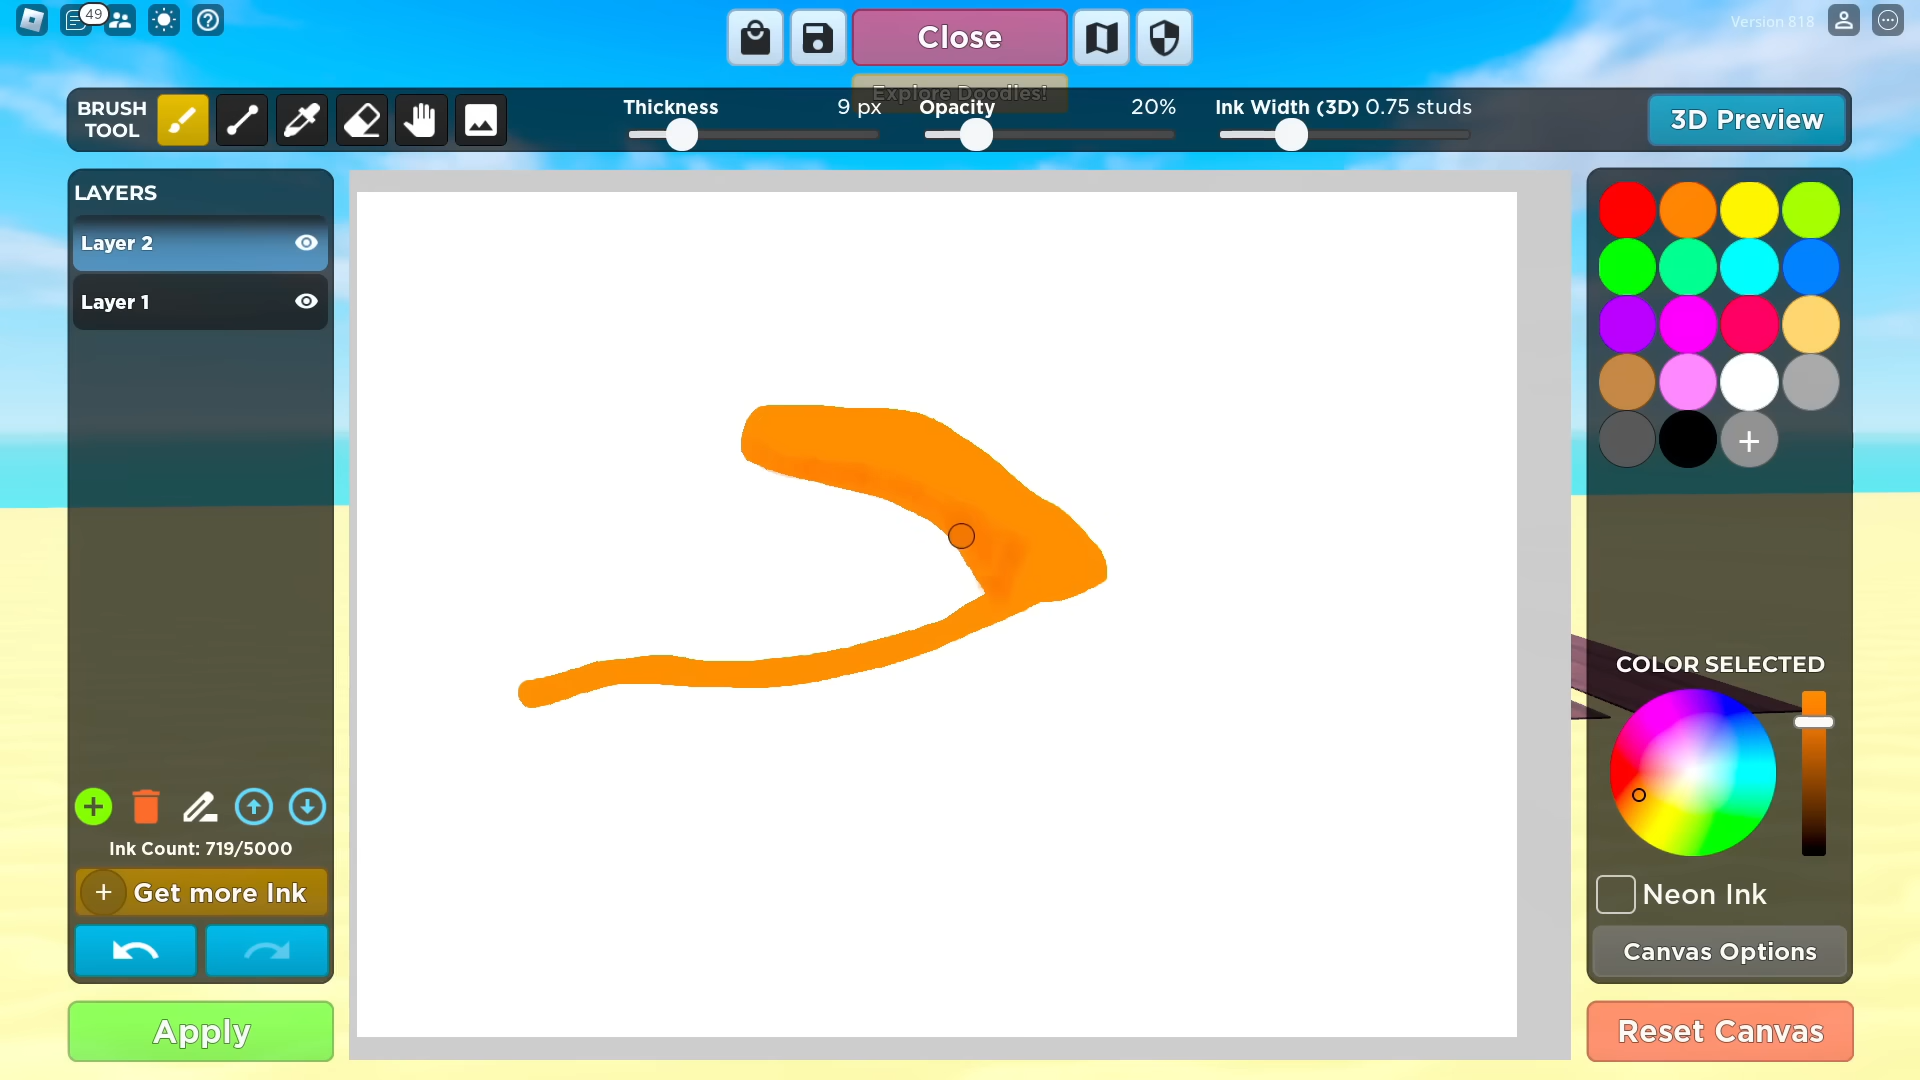 49
Close
Version 818
Explore Doodles!
BRUSH
TOOL
Thickness 9 px
Opacity 20%
Ink Width (3D) 0.75 studs
3D Preview
LAYERS
Layer 2
Layer 1
Ink Count: 719/5000
+ Get more Ink
Apply
COLOR SELECTED
Neon Ink
Canvas Options
Reset Canvas